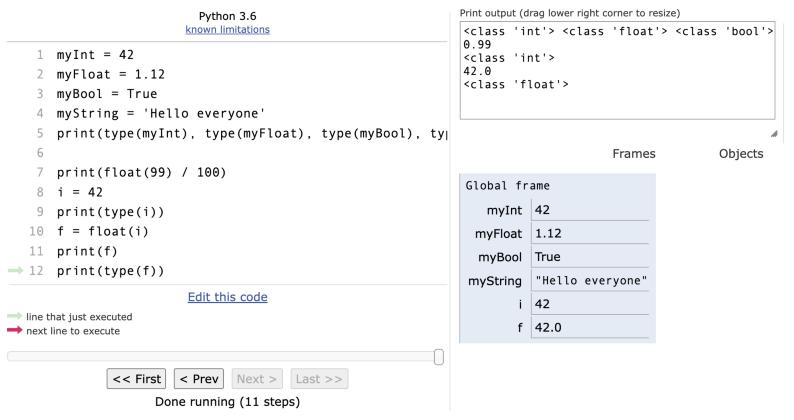 Python 3.6
known limitations
1 myInt = 42
2 myFloat = 1.12
3 myBool = True
4 myString = 'Hello everyone'
5 print(type(myInt), type(myFloat), type(myBool), ty
6
7 print(float(99) / 100)
8 i = 42
9 print(type(i))
10 f = float(i)
11 print(f)
12 print(type(f))
Edit this code
line that just executed
next line to execute
<< First < Prev Next > Last >>
Done running (11 steps)
Print output (drag lower right corner to resize)
<class 'int'> <class 'float'> <class 'bool'>
0.99
<class 'int'>
42.0
<class 'float'>
Frames Objects
Global frame
myInt 42
myFloat 1.12
myBool True
myString "Hello everyone"
i 42
f 42.0